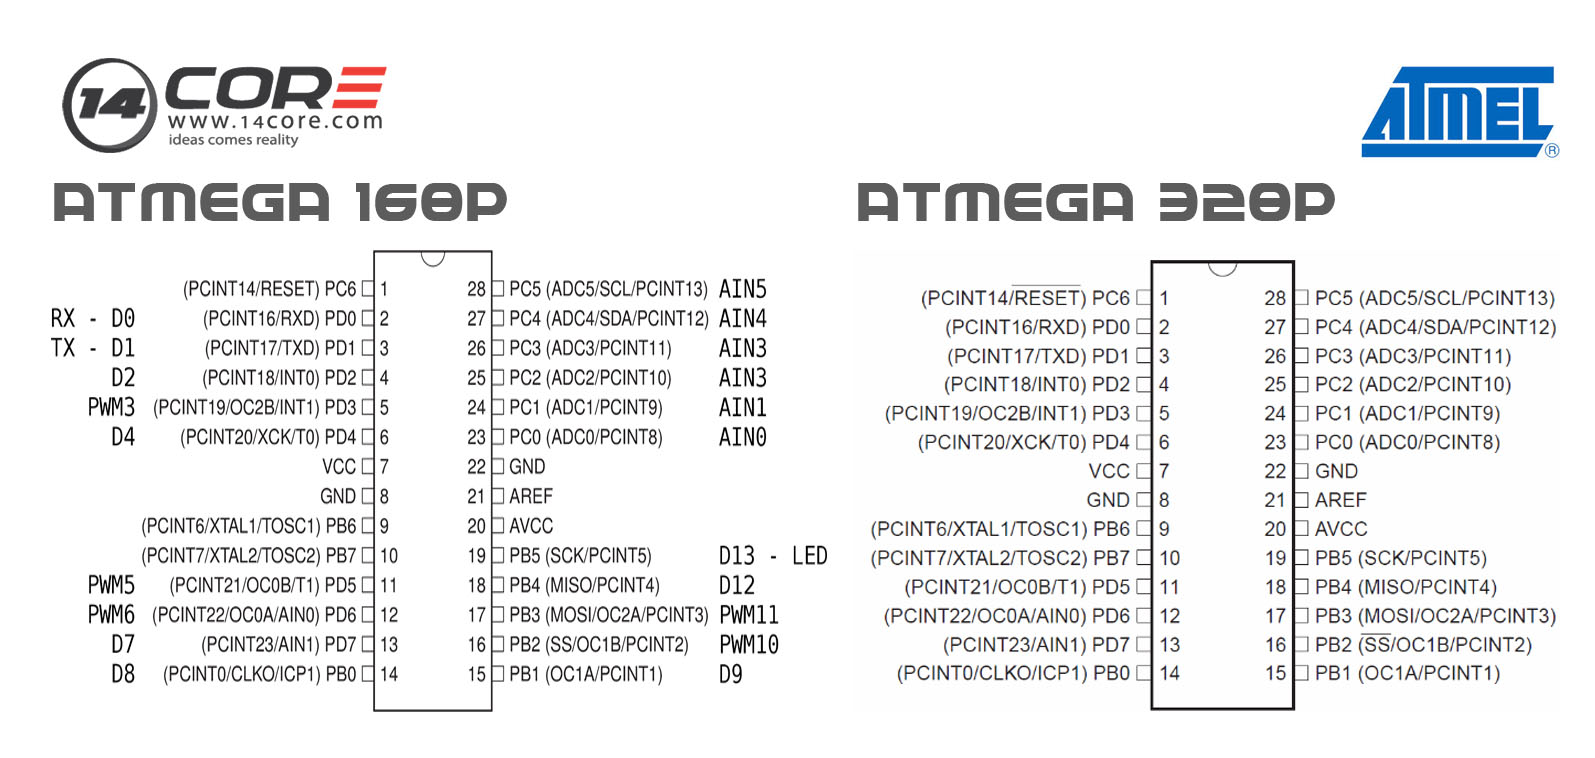 14 CORE
www.14core.com
ideas comes reality
ATMEL ®
ATMEGA 168P
(PCINT14/RESET) PC6 1 28 PC5 (ADC5/SCL/PCINT13) AIN5
RX - D0 (PCINT16/RXD) PD0 2 27 PC4 (ADC4/SDA/PCINT12) AIN4
TX - D1 (PCINT17/TXD) PD1 3 26 PC3 (ADC3/PCINT11) AIN3
D2 (PCINT18/INT0) PD2 4 25 PC2 (ADC2/PCINT10) AIN3
PWM3 (PCINT19/OC2B/INT1) PD3 5 24 PC1 (ADC1/PCINT9) AIN1
D4 (PCINT20/XCK/T0) PD4 6 23 PC0 (ADC0/PCINT8) AIN0
VCC 7 22 GND
GND 8 21 AREF
(PCINT6/XTAL1/TOSC1) PB6 9 20 AVCC
(PCINT7/XTAL2/TOSC2) PB7 10 19 PB5 (SCK/PCINT5) D13 - LED
PWM5 (PCINT21/OC0B/T1) PD5 11 18 PB4 (MISO/PCINT4) D12
PWM6 (PCINT22/OC0A/AIN0) PD6 12 17 PB3 (MOSI/OC2A/PCINT3) PWM11
D7 (PCINT23/AIN1) PD7 13 16 PB2 (SS/OC1B/PCINT2) PWM10
D8 (PCINT0/CLKO/ICP1) PB0 14 15 PB1 (OC1A/PCINT1) D9
ATMEGA 328P
(PCINT14/RESET) PC6 1 28 PC5 (ADC5/SCL/PCINT13)
(PCINT16/RXD) PD0 2 27 PC4 (ADC4/SDA/PCINT12)
(PCINT17/TXD) PD1 3 26 PC3 (ADC3/PCINT11)
(PCINT18/INT0) PD2 4 25 PC2 (ADC2/PCINT10)
(PCINT19/OC2B/INT1) PD3 5 24 PC1 (ADC1/PCINT9)
(PCINT20/XCK/T0) PD4 6 23 PC0 (ADC0/PCINT8)
VCC 7 22 GND
GND 8 21 AREF
(PCINT6/XTAL1/TOSC1) PB6 9 20 AVCC
(PCINT7/XTAL2/TOSC2) PB7 10 19 PB5 (SCK/PCINT5)
(PCINT21/OC0B/T1) PD5 11 18 PB4 (MISO/PCINT4)
(PCINT22/OC0A/AIN0) PD6 12 17 PB3 (MOSI/OC2A/PCINT3)
(PCINT23/AIN1) PD7 13 16 PB2 (SS/OC1B/PCINT2)
(PCINT0/CLKO/ICP1) PB0 14 15 PB1 (OC1A/PCINT1)